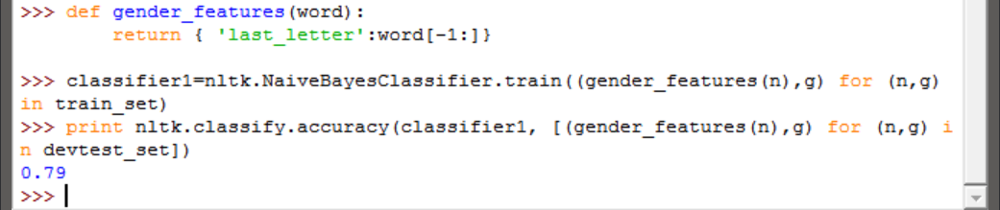 >>> def gender_features(word):
        return { 'last_letter':word[-1:]}

>>> classifier1=nltk.NaiveBayesClassifier.train((gender_features(n),g) for (n,g)
in train_set)
>>> print nltk.classify.accuracy(classifier1, [(gender_features(n),g) for (n,g) i
n devtest_set])
0.79
>>>